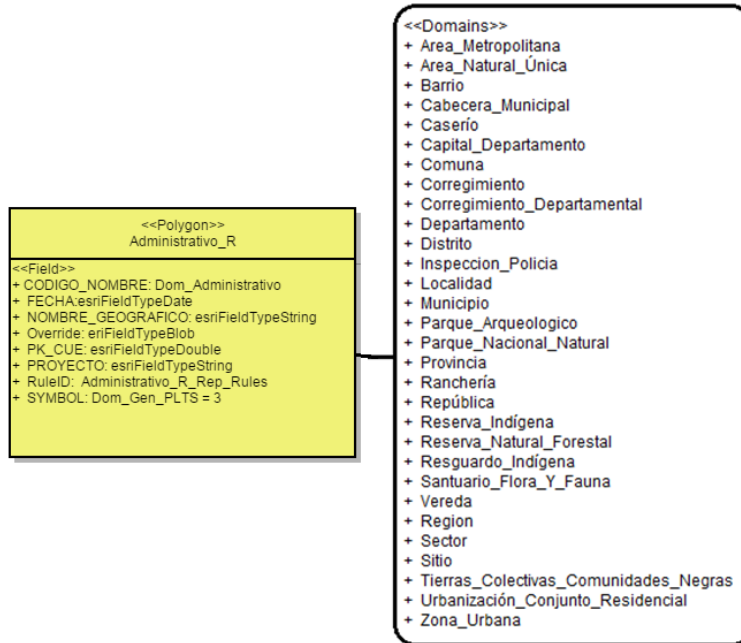 <<Polygon>>
Administrativo_R
<<Field>>
+ CODIGO_NOMBRE: Dom_Administrativo
+ FECHA:esriFieldTypeDate
+ NOMBRE_GEOGRAFICO: esriFieldTypeString
+ Override: eriFieldTypeBlob
+ PK_CUE: esriFieldTypeDouble
+ PROYECTO: esriFieldTypeString
+ RuleID: Administrativo_R_Rep_Rules
+ SYMBOL: Dom_Gen_PLTS = 3
<<Domains>>
+ Area_Metropolitana
+ Area_Natural_Única
+ Barrio
+ Cabecera_Municipal
+ Caserío
+ Capital_Departamento
+ Comuna
+ Corregimiento
+ Corregimiento_Departamental
+ Departamento
+ Distrito
+ Inspeccion_Policia
+ Localidad
+ Municipio
+ Parque_Arqueologico
+ Parque_Nacional_Natural
+ Provincia
+ Ranchería
+ República
+ Reserva_Indígena
+ Reserva_Natural_Forestal
+ Resguardo_Indígena
+ Santuario_Flora_Y_Fauna
+ Vereda
+ Region
+ Sector
+ Sitio
+ Tierras_Colectivas_Comunidades_Negras
+ Urbanización_Conjunto_Residencial
+ Zona_Urbana